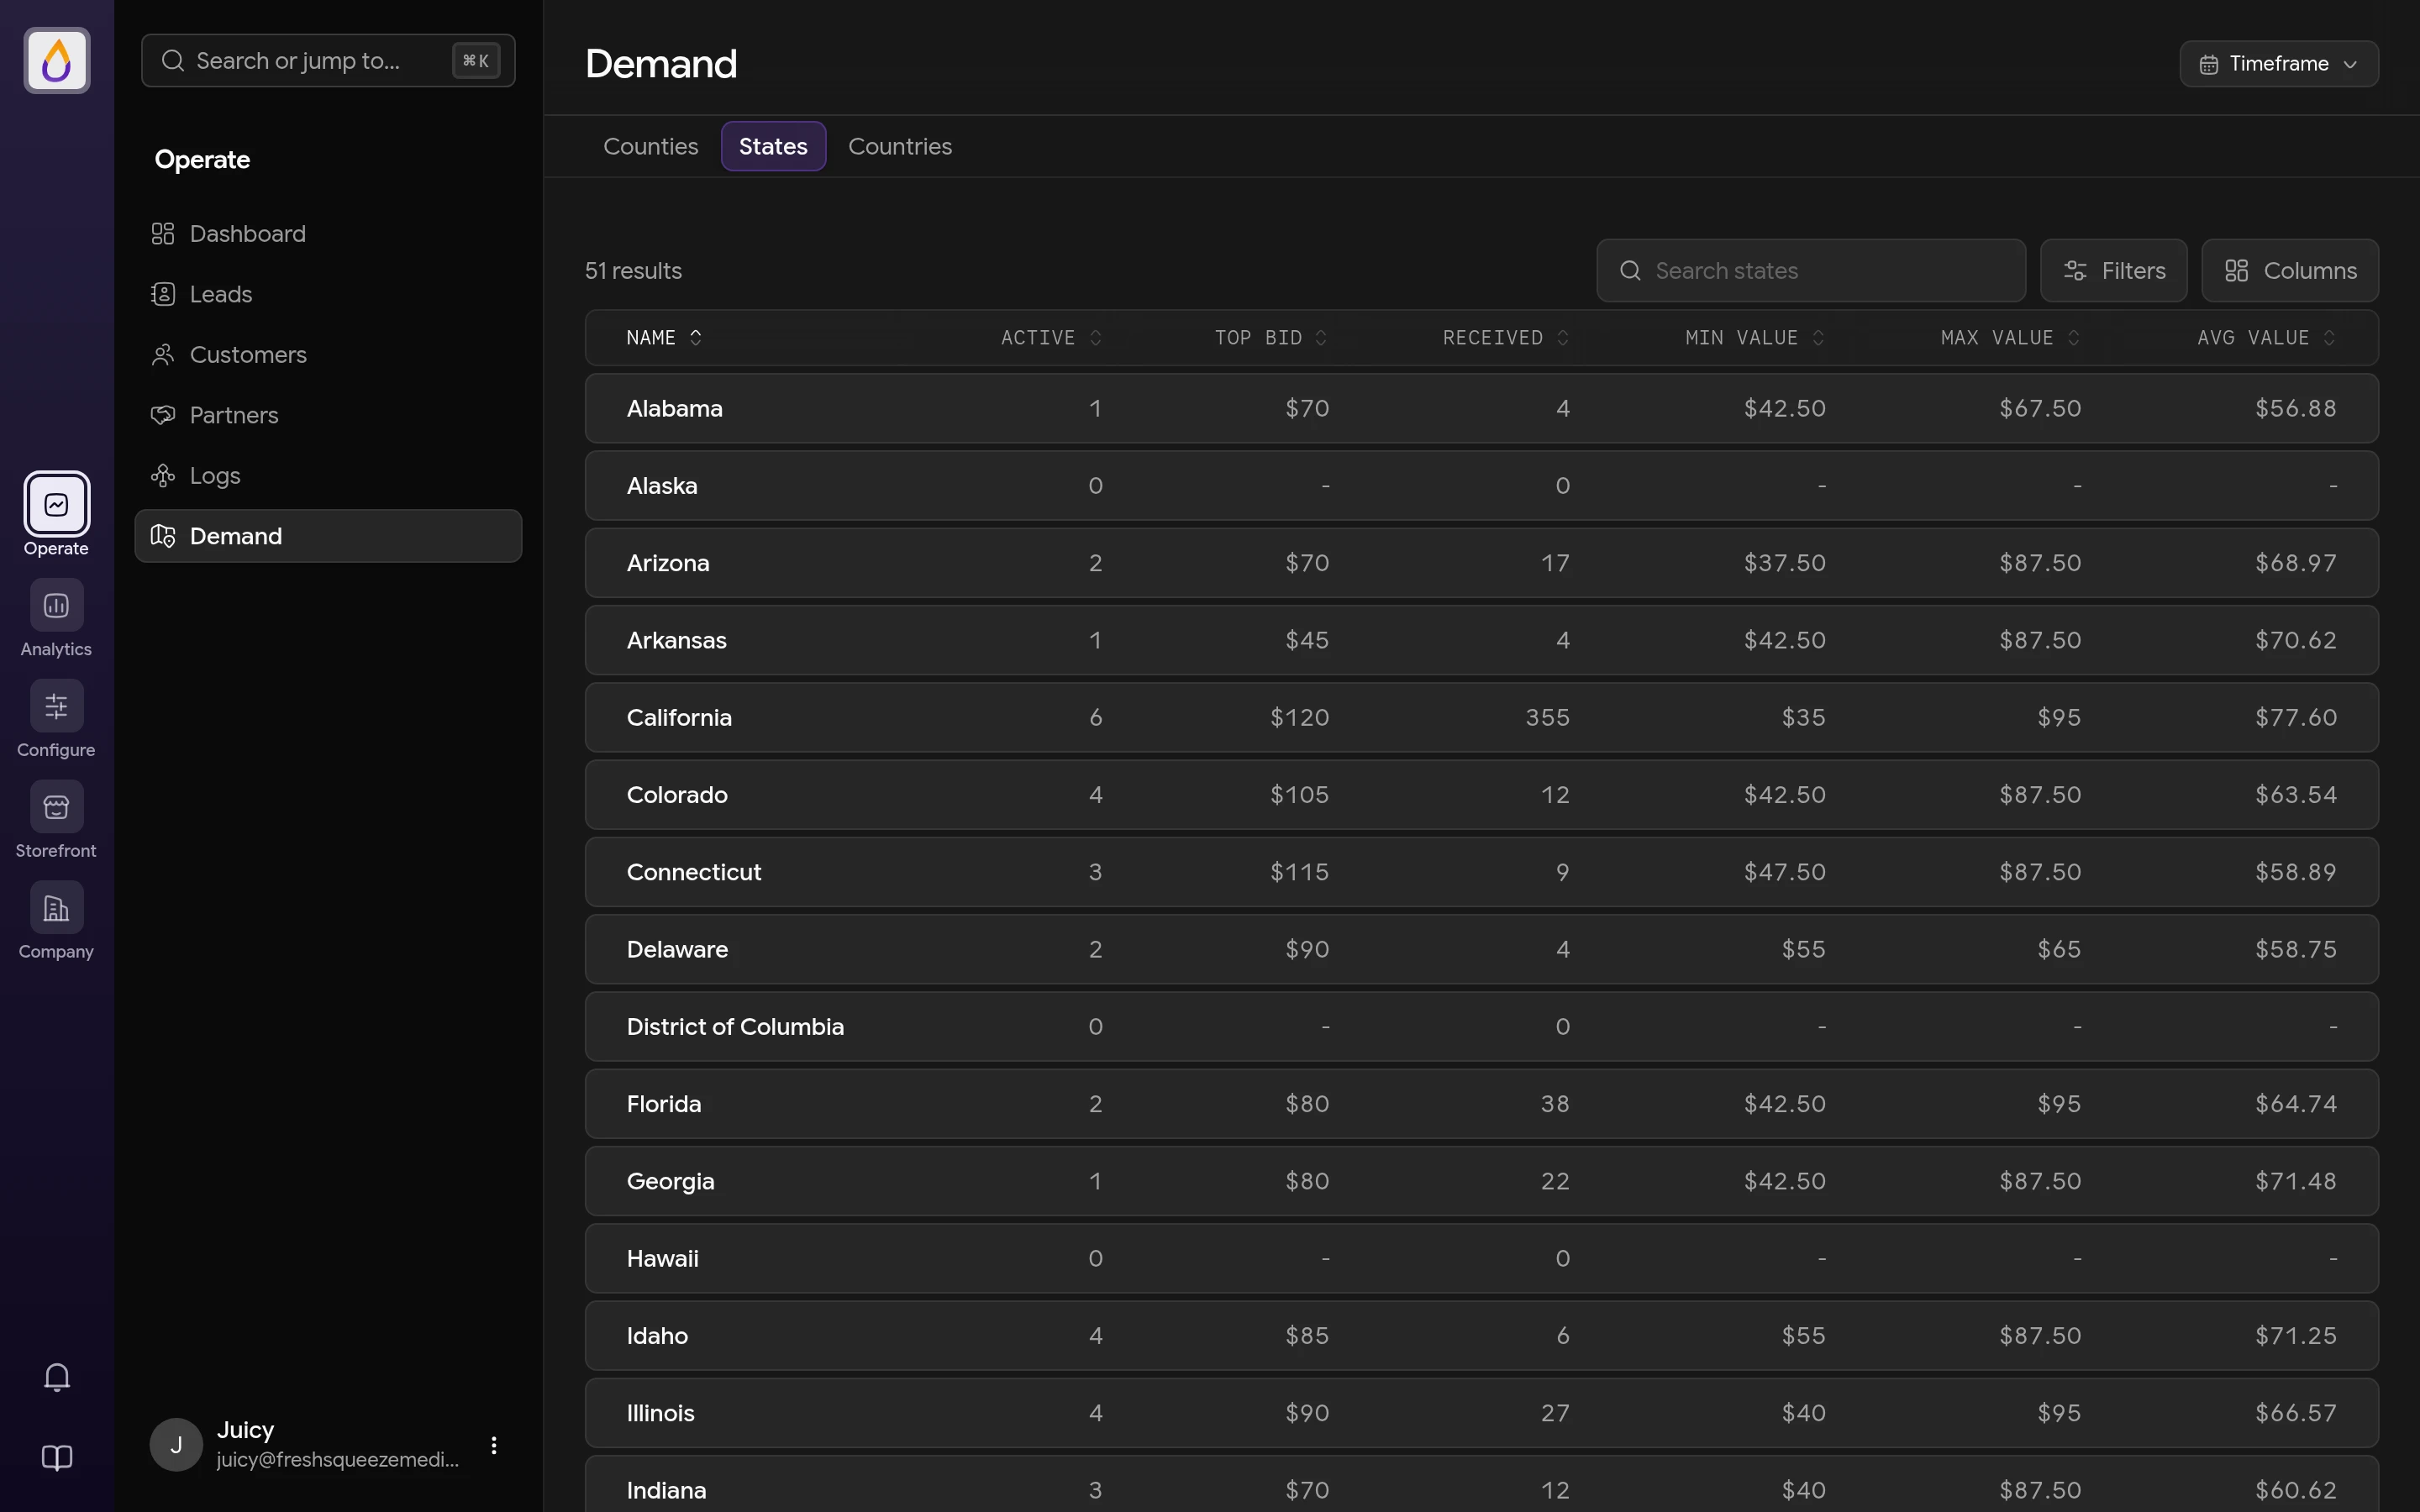 Search or jump to... ⌘ K
Operate
Dashboard
Leads
Customers
Partners
Logs
Demand
Operate
Analytics
Configure
Storefront
Company
J
Juicy
juicy@freshsqueezemedi...
Demand
Timeframe
Counties States Countries
51 results
Search states
Filters
Columns
NAME ACTIVE TOP BID RECEIVED MIN VALUE MAX VALUE AVG VALUE
Alabama 1 $70 4 $42.50 $67.50 $56.88
Alaska 0 - 0 - - -
Arizona 2 $70 17 $37.50 $87.50 $68.97
Arkansas 1 $45 4 $42.50 $87.50 $70.62
California 6 $120 355 $35 $95 $77.60
Colorado 4 $105 12 $42.50 $87.50 $63.54
Connecticut 3 $115 9 $47.50 $87.50 $58.89
Delaware 2 $90 4 $55 $65 $58.75
District of Columbia 0 - 0 - - -
Florida 2 $80 38 $42.50 $95 $64.74
Georgia 1 $80 22 $42.50 $87.50 $71.48
Hawaii 0 - 0 - - -
Idaho 4 $85 6 $55 $87.50 $71.25
Illinois 4 $90 27 $40 $95 $66.57
Indiana 3 $70 12 $40 $87.50 $60.62